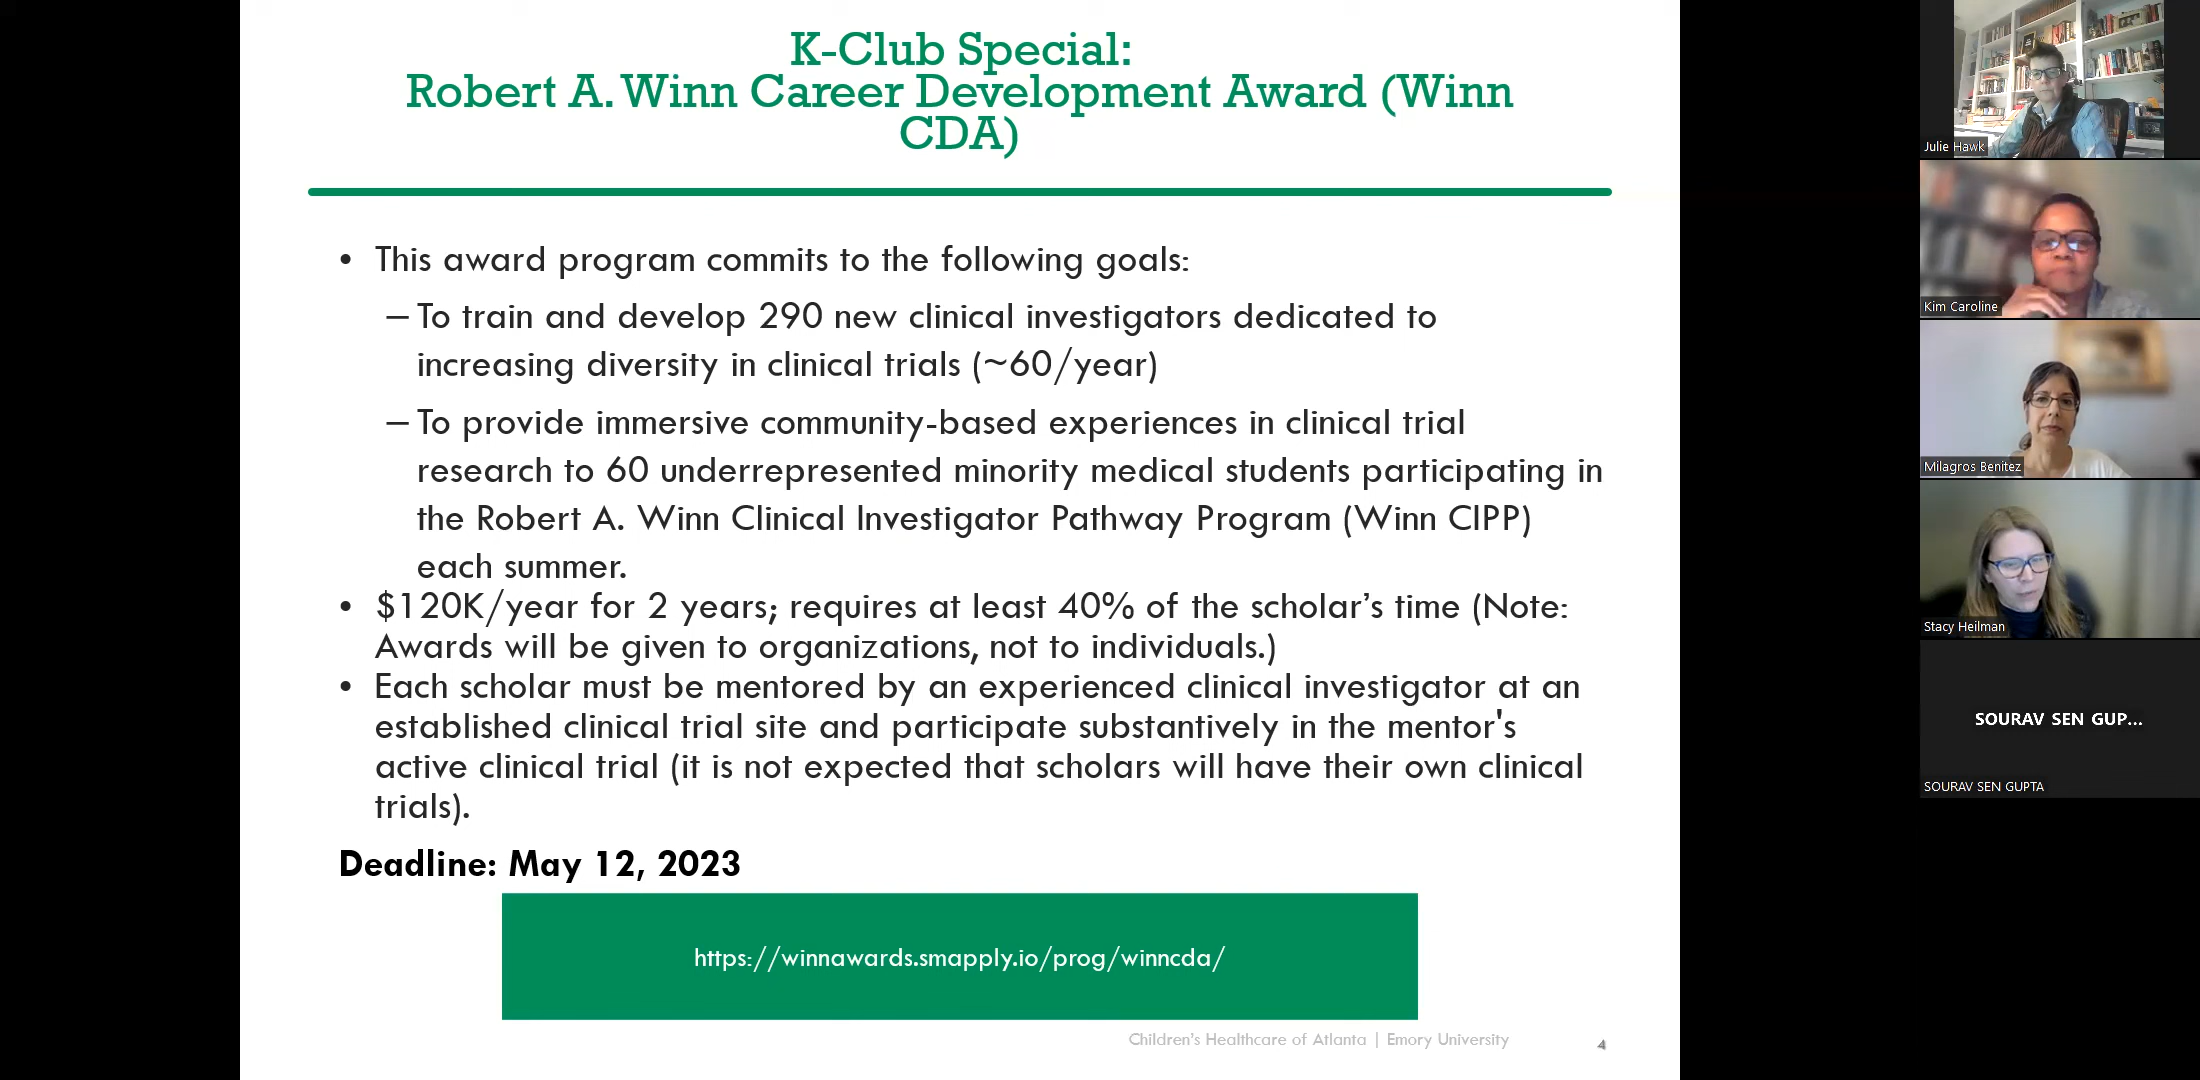 K-Club Special:
Robert A. Winn Career Development Award (Winn
CDA)
• This award program commits to the following goals:
– To train and develop 290 new clinical investigators dedicated to
increasing diversity in clinical trials (~60/year)
– To provide immersive community-based experiences in clinical trial
research to 60 underrepresented minority medical students participating in
the Robert A. Winn Clinical Investigator Pathway Program (Winn CIPP)
each summer.
• $120K/year for 2 years; requires at least 40% of the scholar’s time (Note:
Awards will be given to organizations, not to individuals.)
• Each scholar must be mentored by an experienced clinical investigator at an
established clinical trial site and participate substantively in the mentor's
active clinical trial (it is not expected that scholars will have their own clinical
trials).
Deadline: May 12, 2023
https://winnawards.smapply.io/prog/winncda/
Children’s Healthcare of Atlanta | Emory University
4
Julie Hawk
Kim Caroline
Milagros Benitez
Stacy Heilman
SOURAV SEN GUP...
SOURAV SEN GUPTA